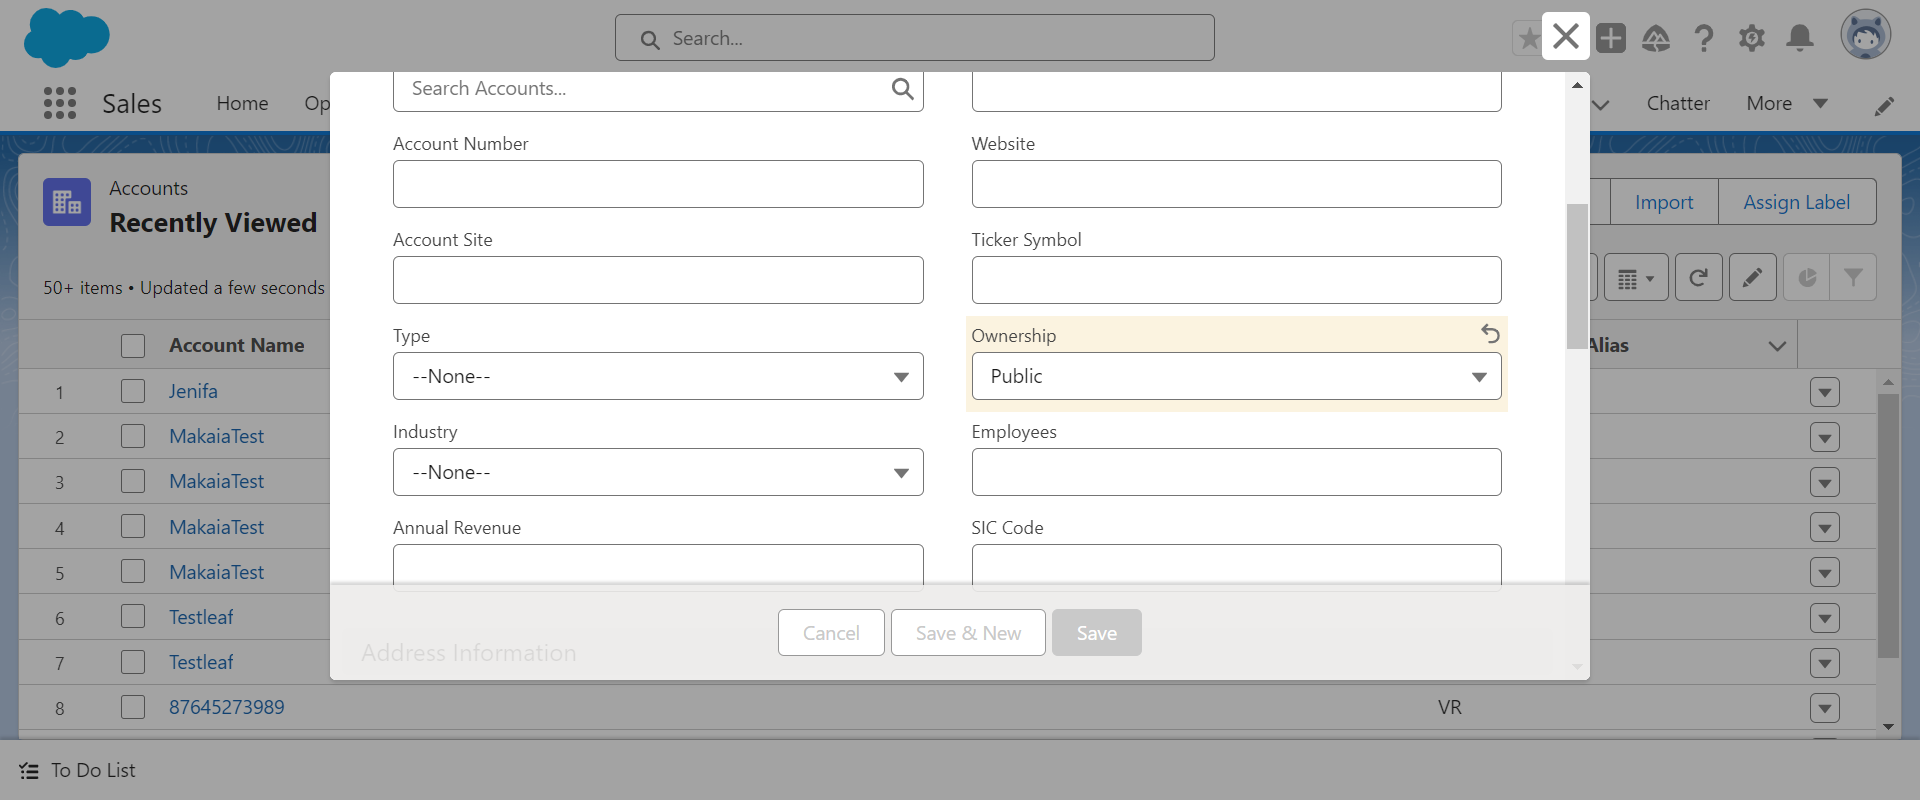 Search...
Sales
Home
Op
Chatter
More
Search Accounts...
Account Number
Website
Account Site
Ticker Symbol
Type
--None--
Ownership
Public
Industry
--None--
Employees
Annual Revenue
SIC Code
Address Information
Cancel
Save & New
Save
Accounts
Recently Viewed
Import
Assign Label
50+ items • Updated a few seconds
Account Name
Alias
1
Jenifa
2
MakaiaTest
3
MakaiaTest
4
MakaiaTest
5
MakaiaTest
6
Testleaf
7
Testleaf
8
87645273989
VR
To Do List